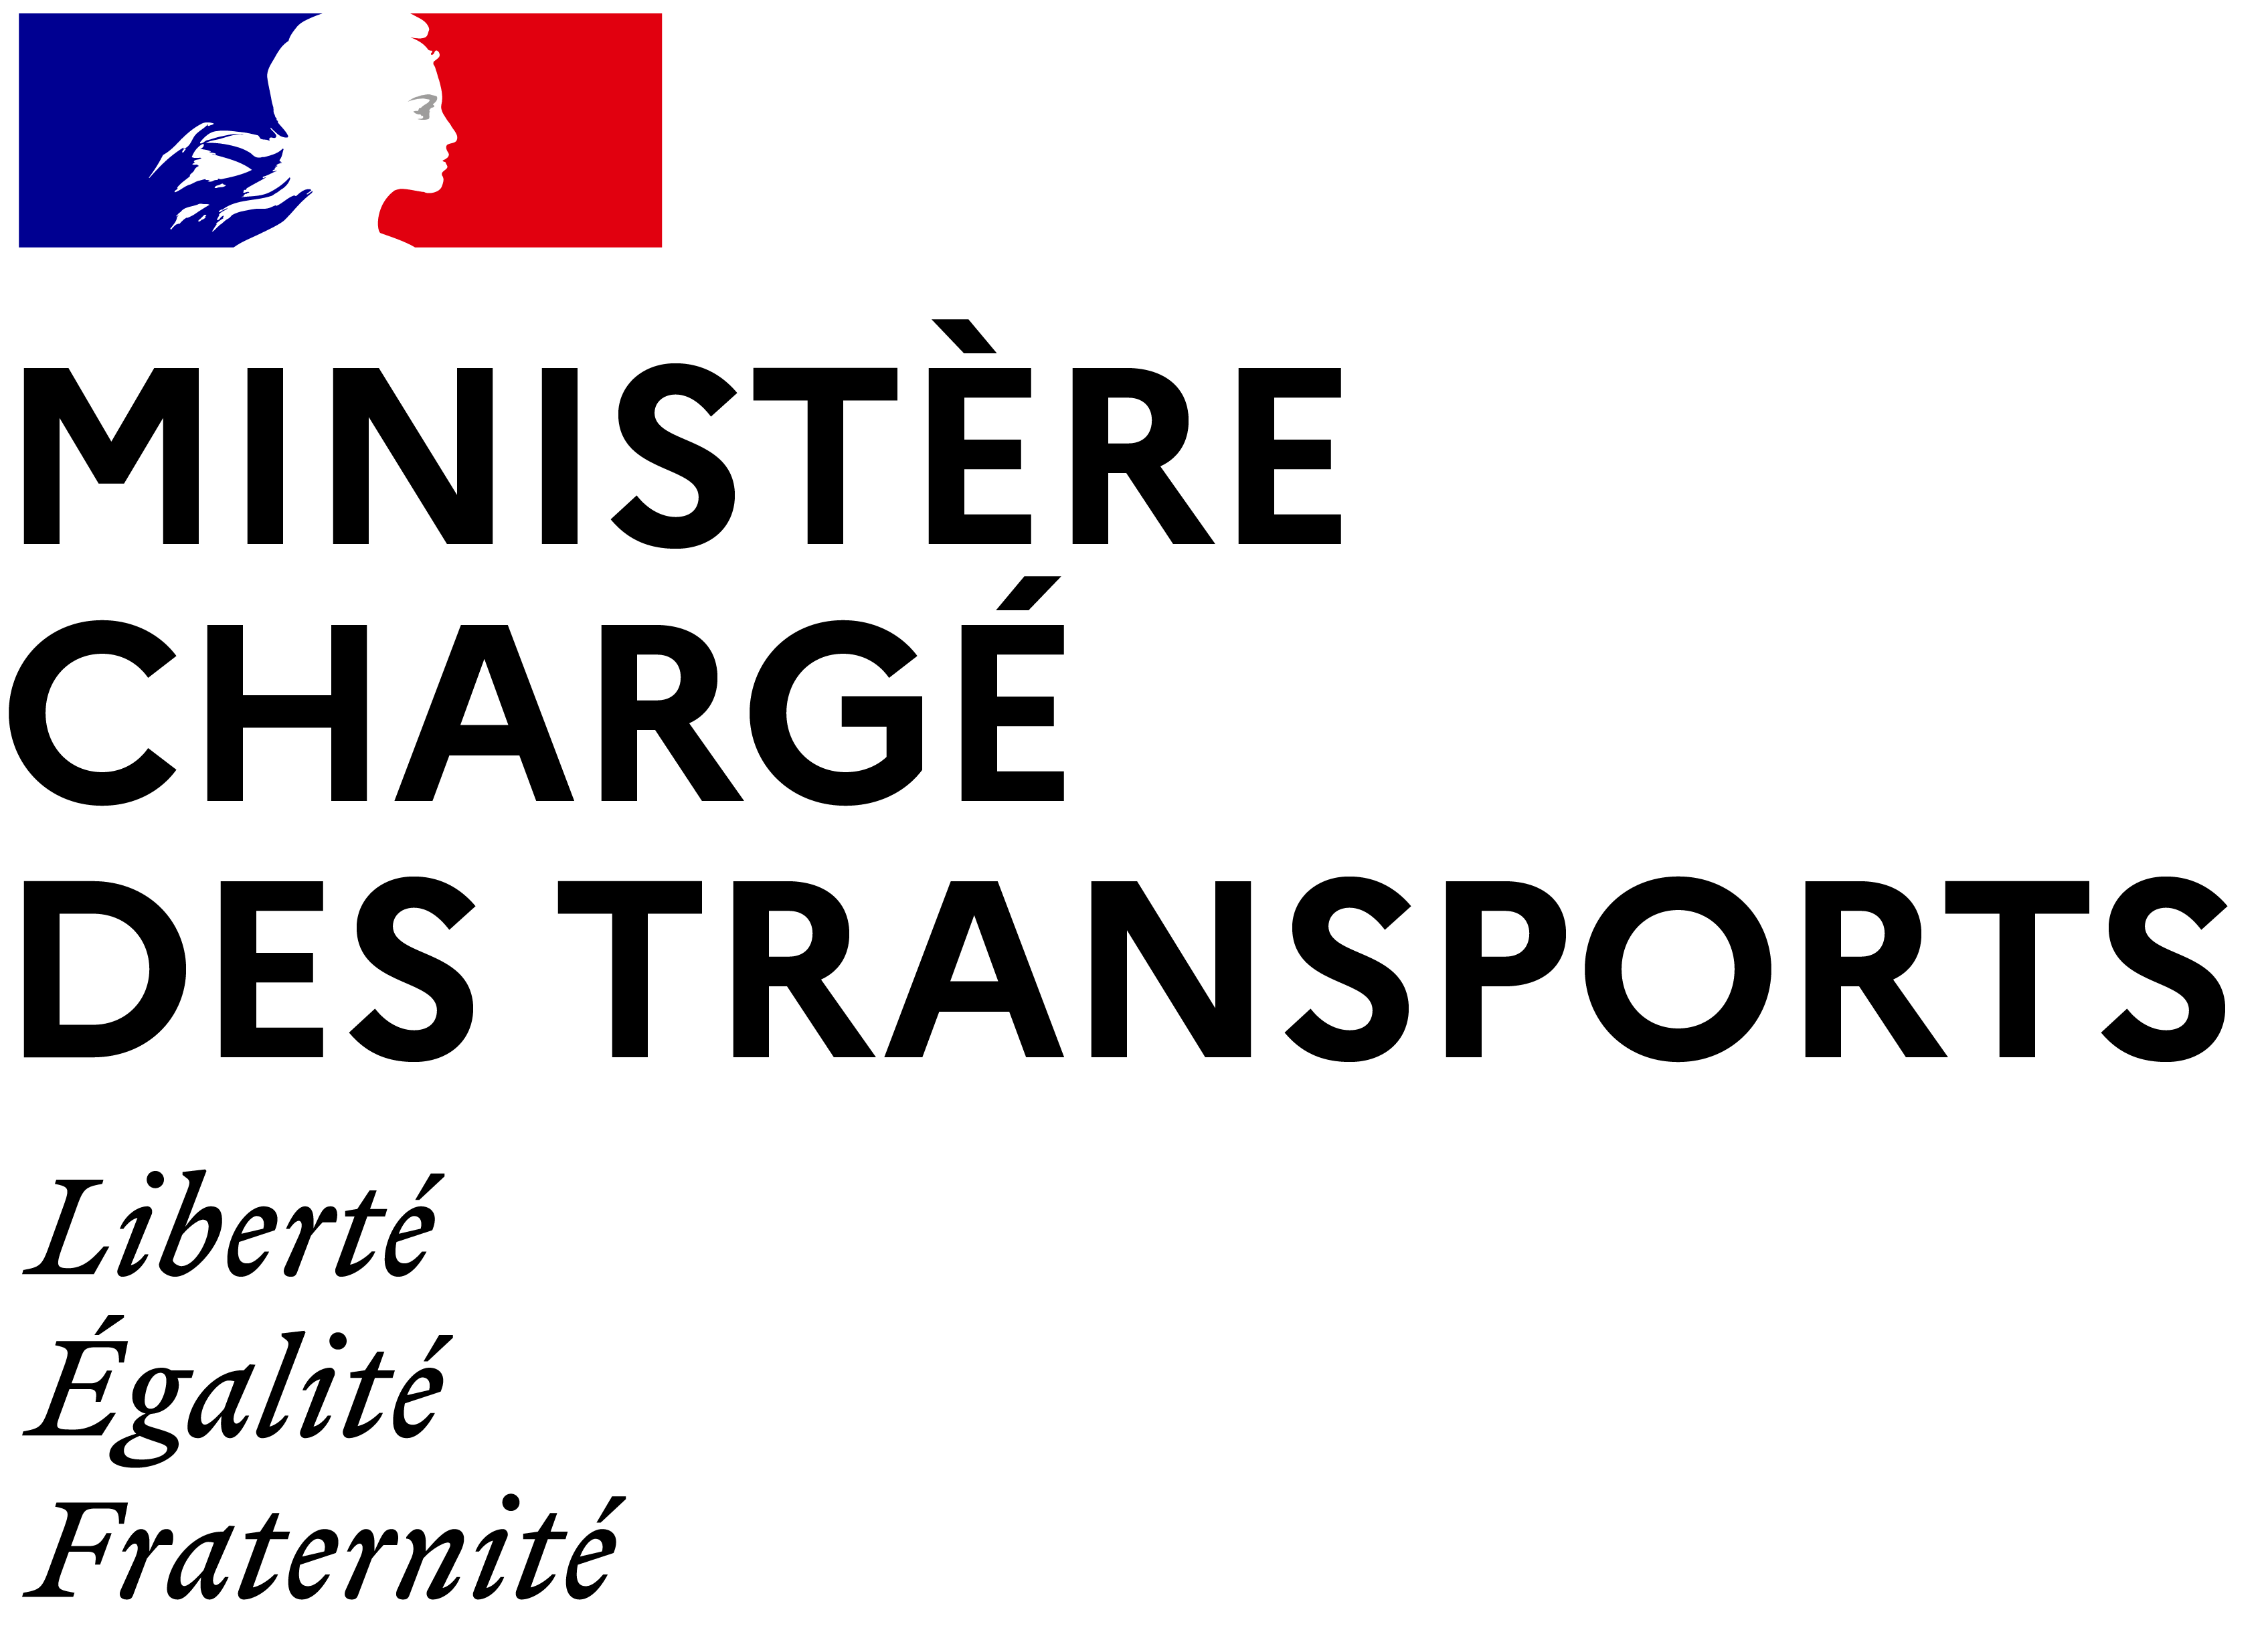 MINISTÈRE
CHARGÉ
DES TRANSPORTS
Liberté
Égalité
Fraternité